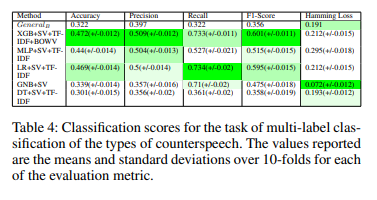 Method Accuracy Precision Recall F1-Score Hamming Loss
General_B 0.322 0.397 0.322 0.356 0.191
XGB+SV+TF-IDF+BOWV 0.472(+/-0.012) 0.509(+/-0.012) 0.733(+/-0.011) 0.601(+/-0.011) 0.212(+/-0.015)
MLP+SV+TF-IDF 0.44(+/-0.014) 0.504(+/-0.013) 0.527(+/-0.021) 0.515(+/-0.015) 0.295(+/-0.018)
LR+SV+TF-IDF 0.469(+/-0.014) 0.5(+/-0.014) 0.734(+/-0.02) 0.595(+/-0.015) 0.212(+/-0.015)
GNB+SV 0.339(+/-0.014) 0.357(+/-0.016) 0.71(+/-0.02) 0.475(+/-0.018) 0.072(+/-0.012)
DT+SV+TF-IDF 0.301(+/-0.015) 0.356(+/-0.02) 0.361(+/-0.02) 0.358(+/-0.019) 0.193(+/-0.012)
Table 4: Classification scores for the task of multi-label clas-
sification of the types of counterspeech. The values reported
are the means and standard deviations over 10-folds for each
of the evaluation metric.